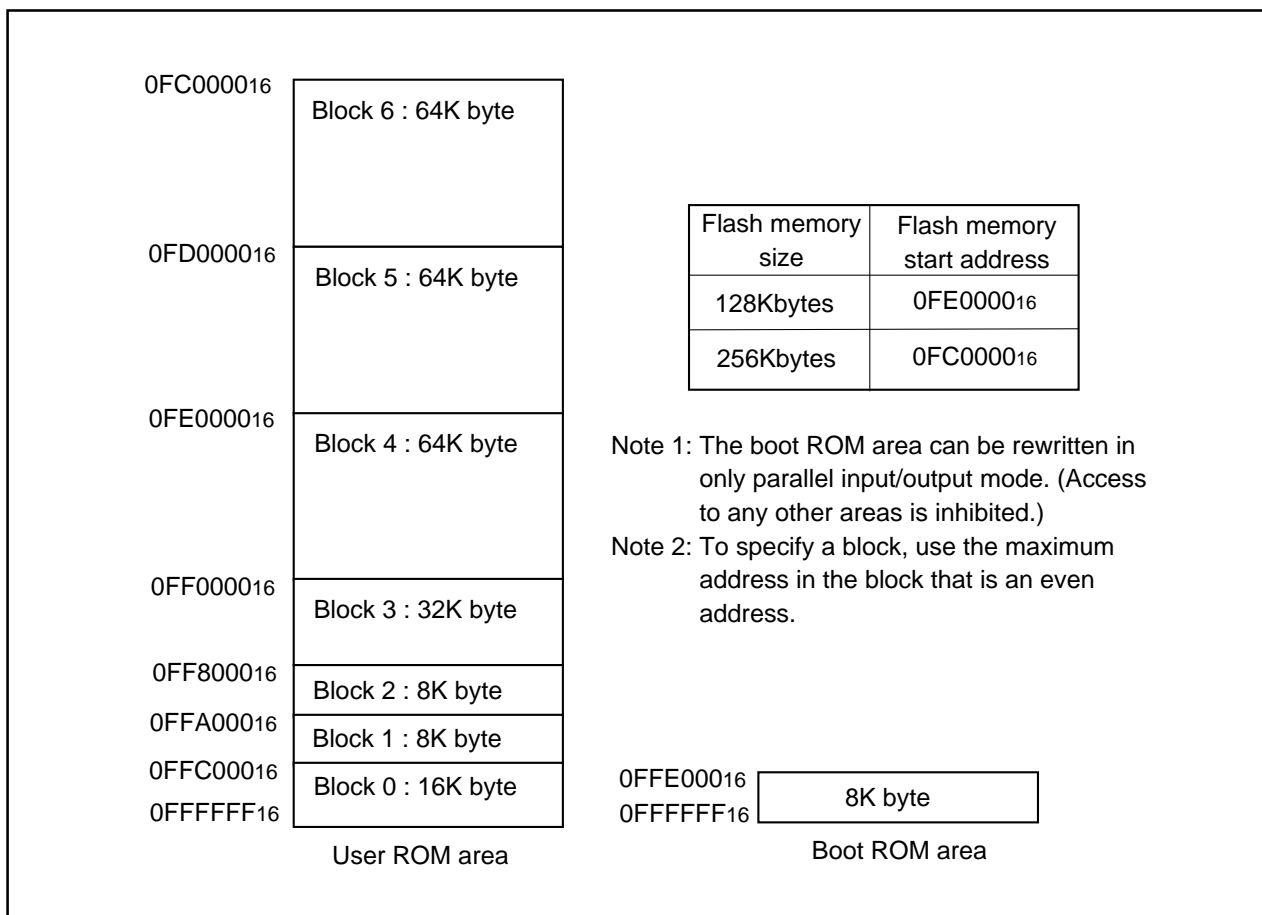 0FC000016
Block 6 : 64K byte
0FD000016
Block 5 : 64K byte
0FE000016
Block 4 : 64K byte
0FF000016
Block 3 : 32K byte
0FF800016
Block 2 : 8K byte
0FFA00016
Block 1 : 8K byte
0FFC00016
Block 0 : 16K byte
0FFFFFF16
User ROM area
Flash memory
size
Flash memory
start address
128Kbytes
0FE000016
256Kbytes
0FC000016
Note 1: The boot ROM area can be rewritten in
only parallel input/output mode. (Access
to any other areas is inhibited.)
Note 2: To specify a block, use the maximum
address in the block that is an even
address.
0FFE00016
0FFFFFF16
8K byte
Boot ROM area